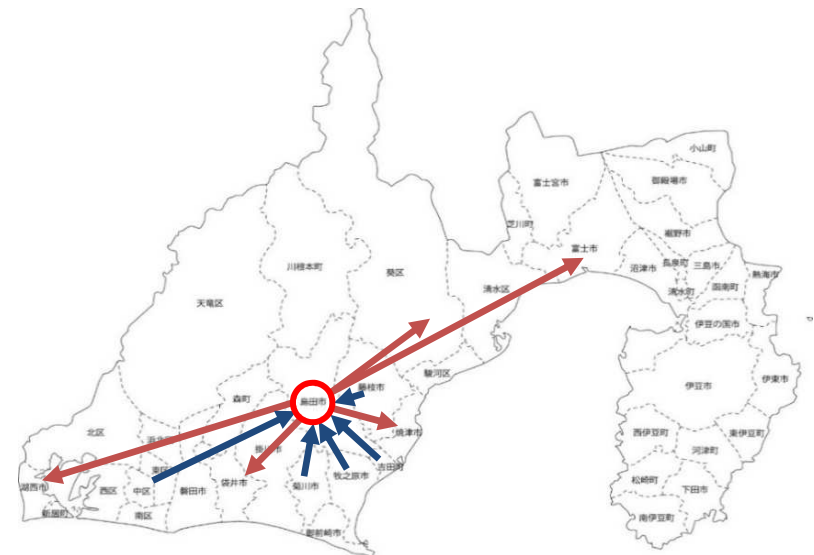 小山町
御殿場市
富士宮市
芝川町
裾野市
富士市
長泉町
三島市
沼津市
函南町
熱海市
清水町
清水区
葵区
川根本町
天竜区
伊豆の国市
駿河区
伊豆市
伊東市
藤枝市
森町
島田市
北区
浜北区
焼津市
西伊豆町
東伊豆町
掛川市
河津町
吉田町
東区
牧之原市
湖西市
西区
中区
磐田市
袋井市
菊川市
松崎町
下田市
新居町
南区
南伊豆町
御前崎市